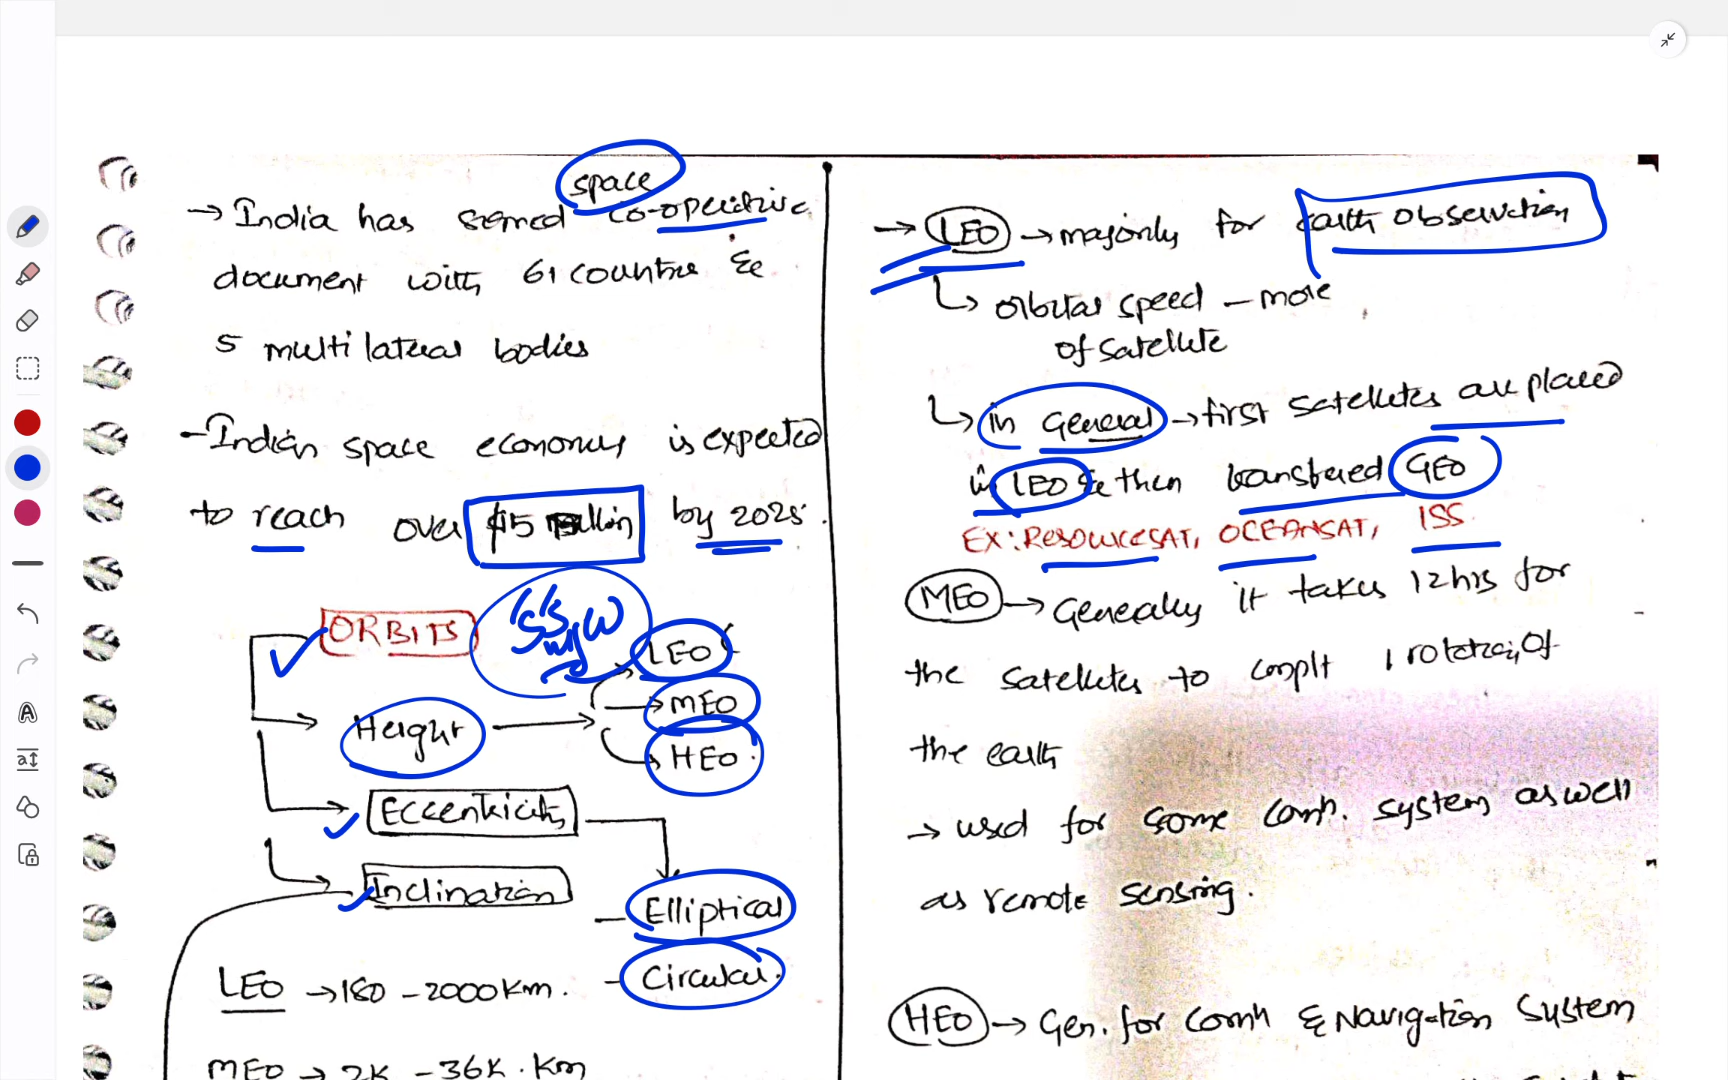 space
→ India has signed co-operative
document with 61 countries &
5 multilateral bodies
- Indian space economy is expected
to reach over $15 Billion by 2025.
ORBITS
Height
LEO
MEO
HEO.
Eccentricity
Inclination
- Elliptical
- Circular.
LEO → 180 - 2000 Km.
MEO → 2K - 36K. Km
→ LEO → majorly for earth observation
↳ orbital speed - more
of satellite
↳ in general → first satellites are placed
in LEO & then transfered GEO
EX: RESOURCESAT, OCEANSAT, ISS
MEO → Generally it takes 12hrs for
the satellites to complt 1 rotation, of
the earth
→ used for some comn. system as well
as remote sensing.
HEO → Gen. for comn & Navigation System